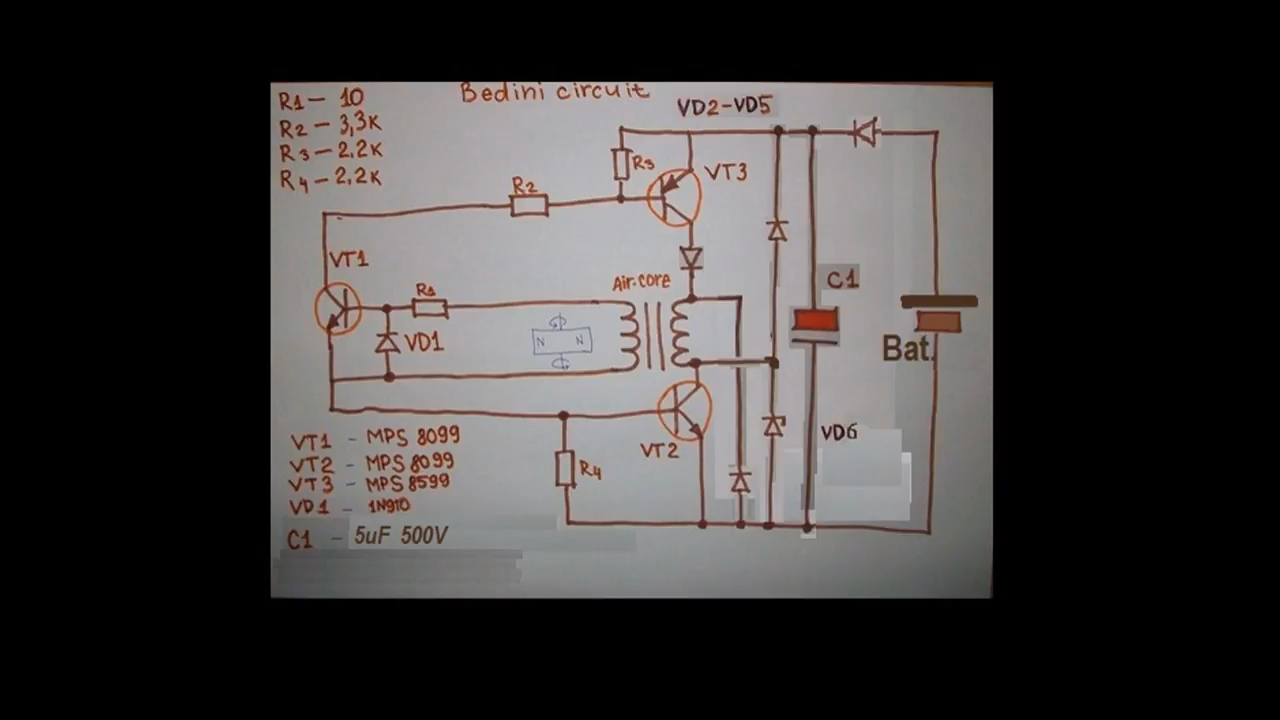 Bedini circuit
R1 – 10
R2 – 3,3K
R3 – 2,2K
R4 – 2,2K
VD2-VD5
R3
VT3
R2
VT1
Air-core
R1
C1
N N
VD1
Bat.
VD6
VT2
R4
VT1 - MPS 8099
VT2 - MPS 8099
VT3 - MPS 8599
VD1 - 1N910
C1 - 5uF 500V